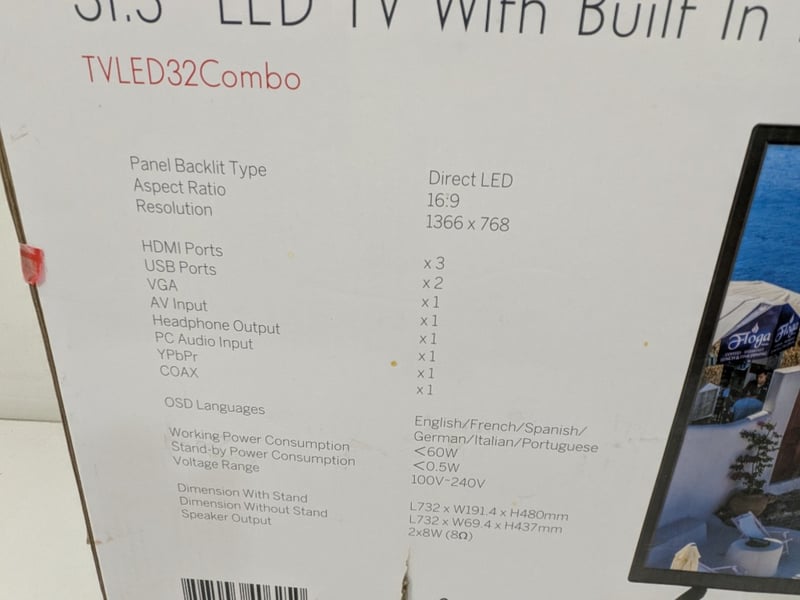 31.5" LED TV With Built In
TVLED32Combo
Panel Backlit Type Direct LED
Aspect Ratio 16:9
Resolution 1366 x 768
HDMI Ports x 3
USB Ports x 2
VGA x 1
AV Input x 1
Headphone Output x 1
PC Audio Input x 1
YPbPr x 1
COAX x 1
OSD Languages English/French/Spanish/
German/Italian/Portuguese
Working Power Consumption <60W
Stand-by Power Consumption <0.5W
Voltage Range 100V~240V
Dimension With Stand L732 x W191.4 x H480mm
Dimension Without Stand L732 x W69.4 x H437mm
Speaker Output 2x8W (8Ω)
Floga